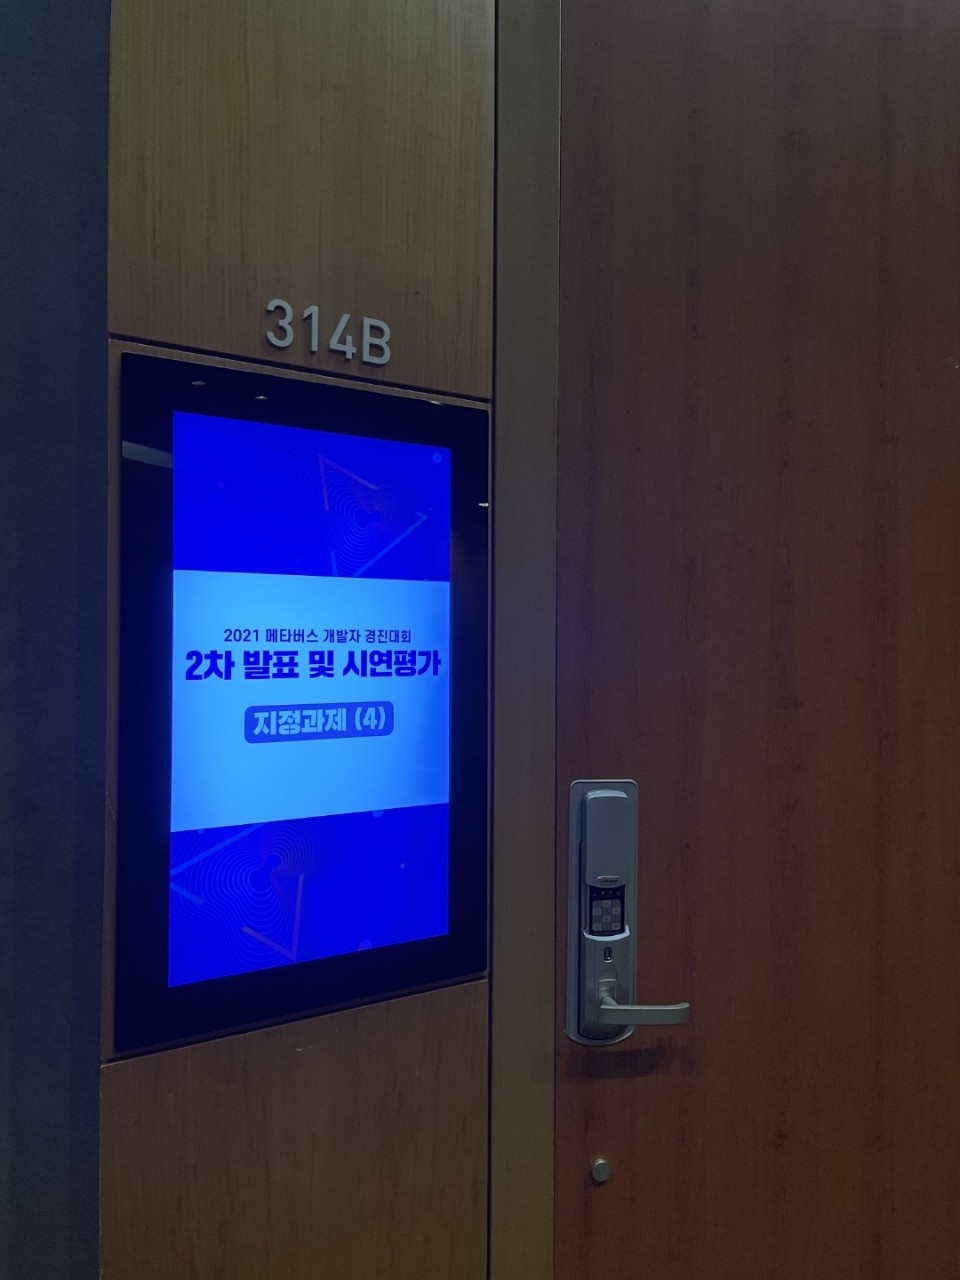 314B
2021 메타버스 개발자 경진대회
2차 발표 및 시연평가
지정과제 (4)